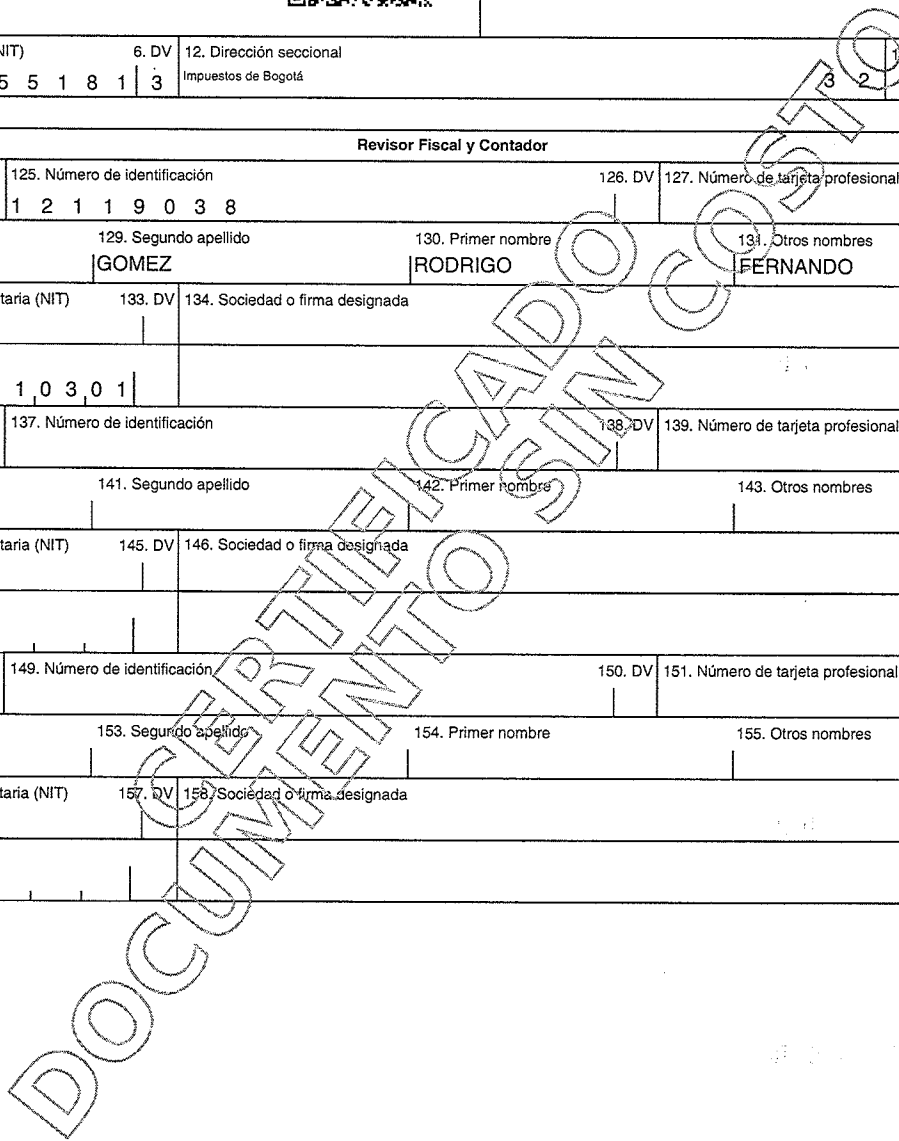 NIT) 6. DV 12. Dirección seccional
5 5 1 8 1 3 Impuestos de Bogotá 3 2
Revisor Fiscal y Contador
125. Número de identificación 126. DV 127. Número de tarjeta profesional
1 2 1 1 9 0 3 8
129. Segundo apellido 130. Primer nombre 131. Otros nombres
GOMEZ RODRIGO FERNANDO
taria (NIT) 133. DV 134. Sociedad o firma designada
1 0 3 0 1
137. Número de identificación 138. DV 139. Número de tarjeta profesional
141. Segundo apellido 142. Primer nombre 143. Otros nombres
taria (NIT) 145. DV 146. Sociedad o firma designada
149. Número de identificación 150. DV 151. Número de tarjeta profesional
153. Segundo apellido 154. Primer nombre 155. Otros nombres
taria (NIT) 157. DV 158. Sociedad o firma designada
CERTIFICADO
DOCUMENTO SIN COSTO